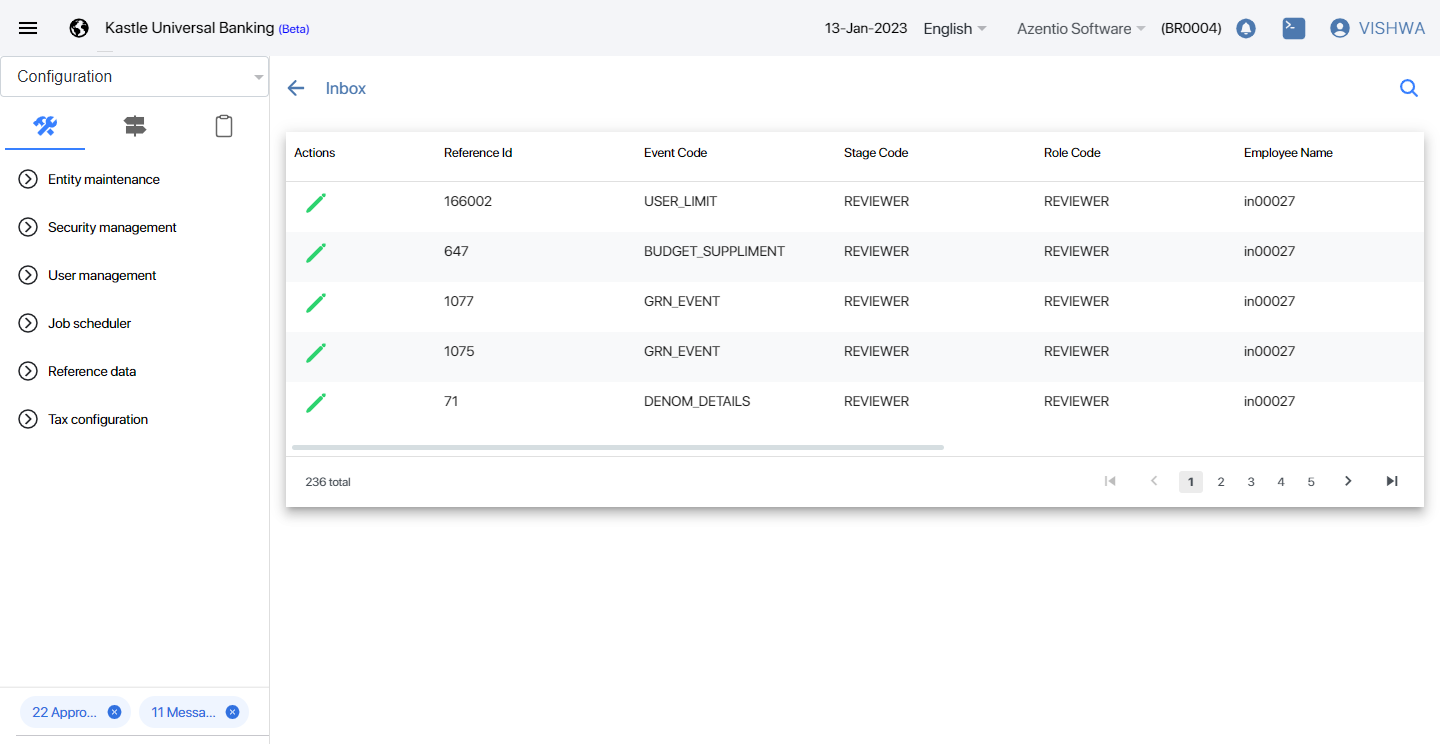 Kastle Universal Banking (Beta) 13-Jan-2023 English Azentio Software (BR0004) VISHWA
Configuration
Inbox
Entity maintenance
Security management
User management
Job scheduler
Reference data
Tax configuration
Actions Reference Id Event Code Stage Code Role Code Employee Name
166002 USER_LIMIT REVIEWER REVIEWER in00027
647 BUDGET_SUPPLIMENT REVIEWER REVIEWER in00027
1077 GRN_EVENT REVIEWER REVIEWER in00027
1075 GRN_EVENT REVIEWER REVIEWER in00027
71 DENOM_DETAILS REVIEWER REVIEWER in00027
236 total 1 2 3 4 5
22 Appro... 11 Messa...